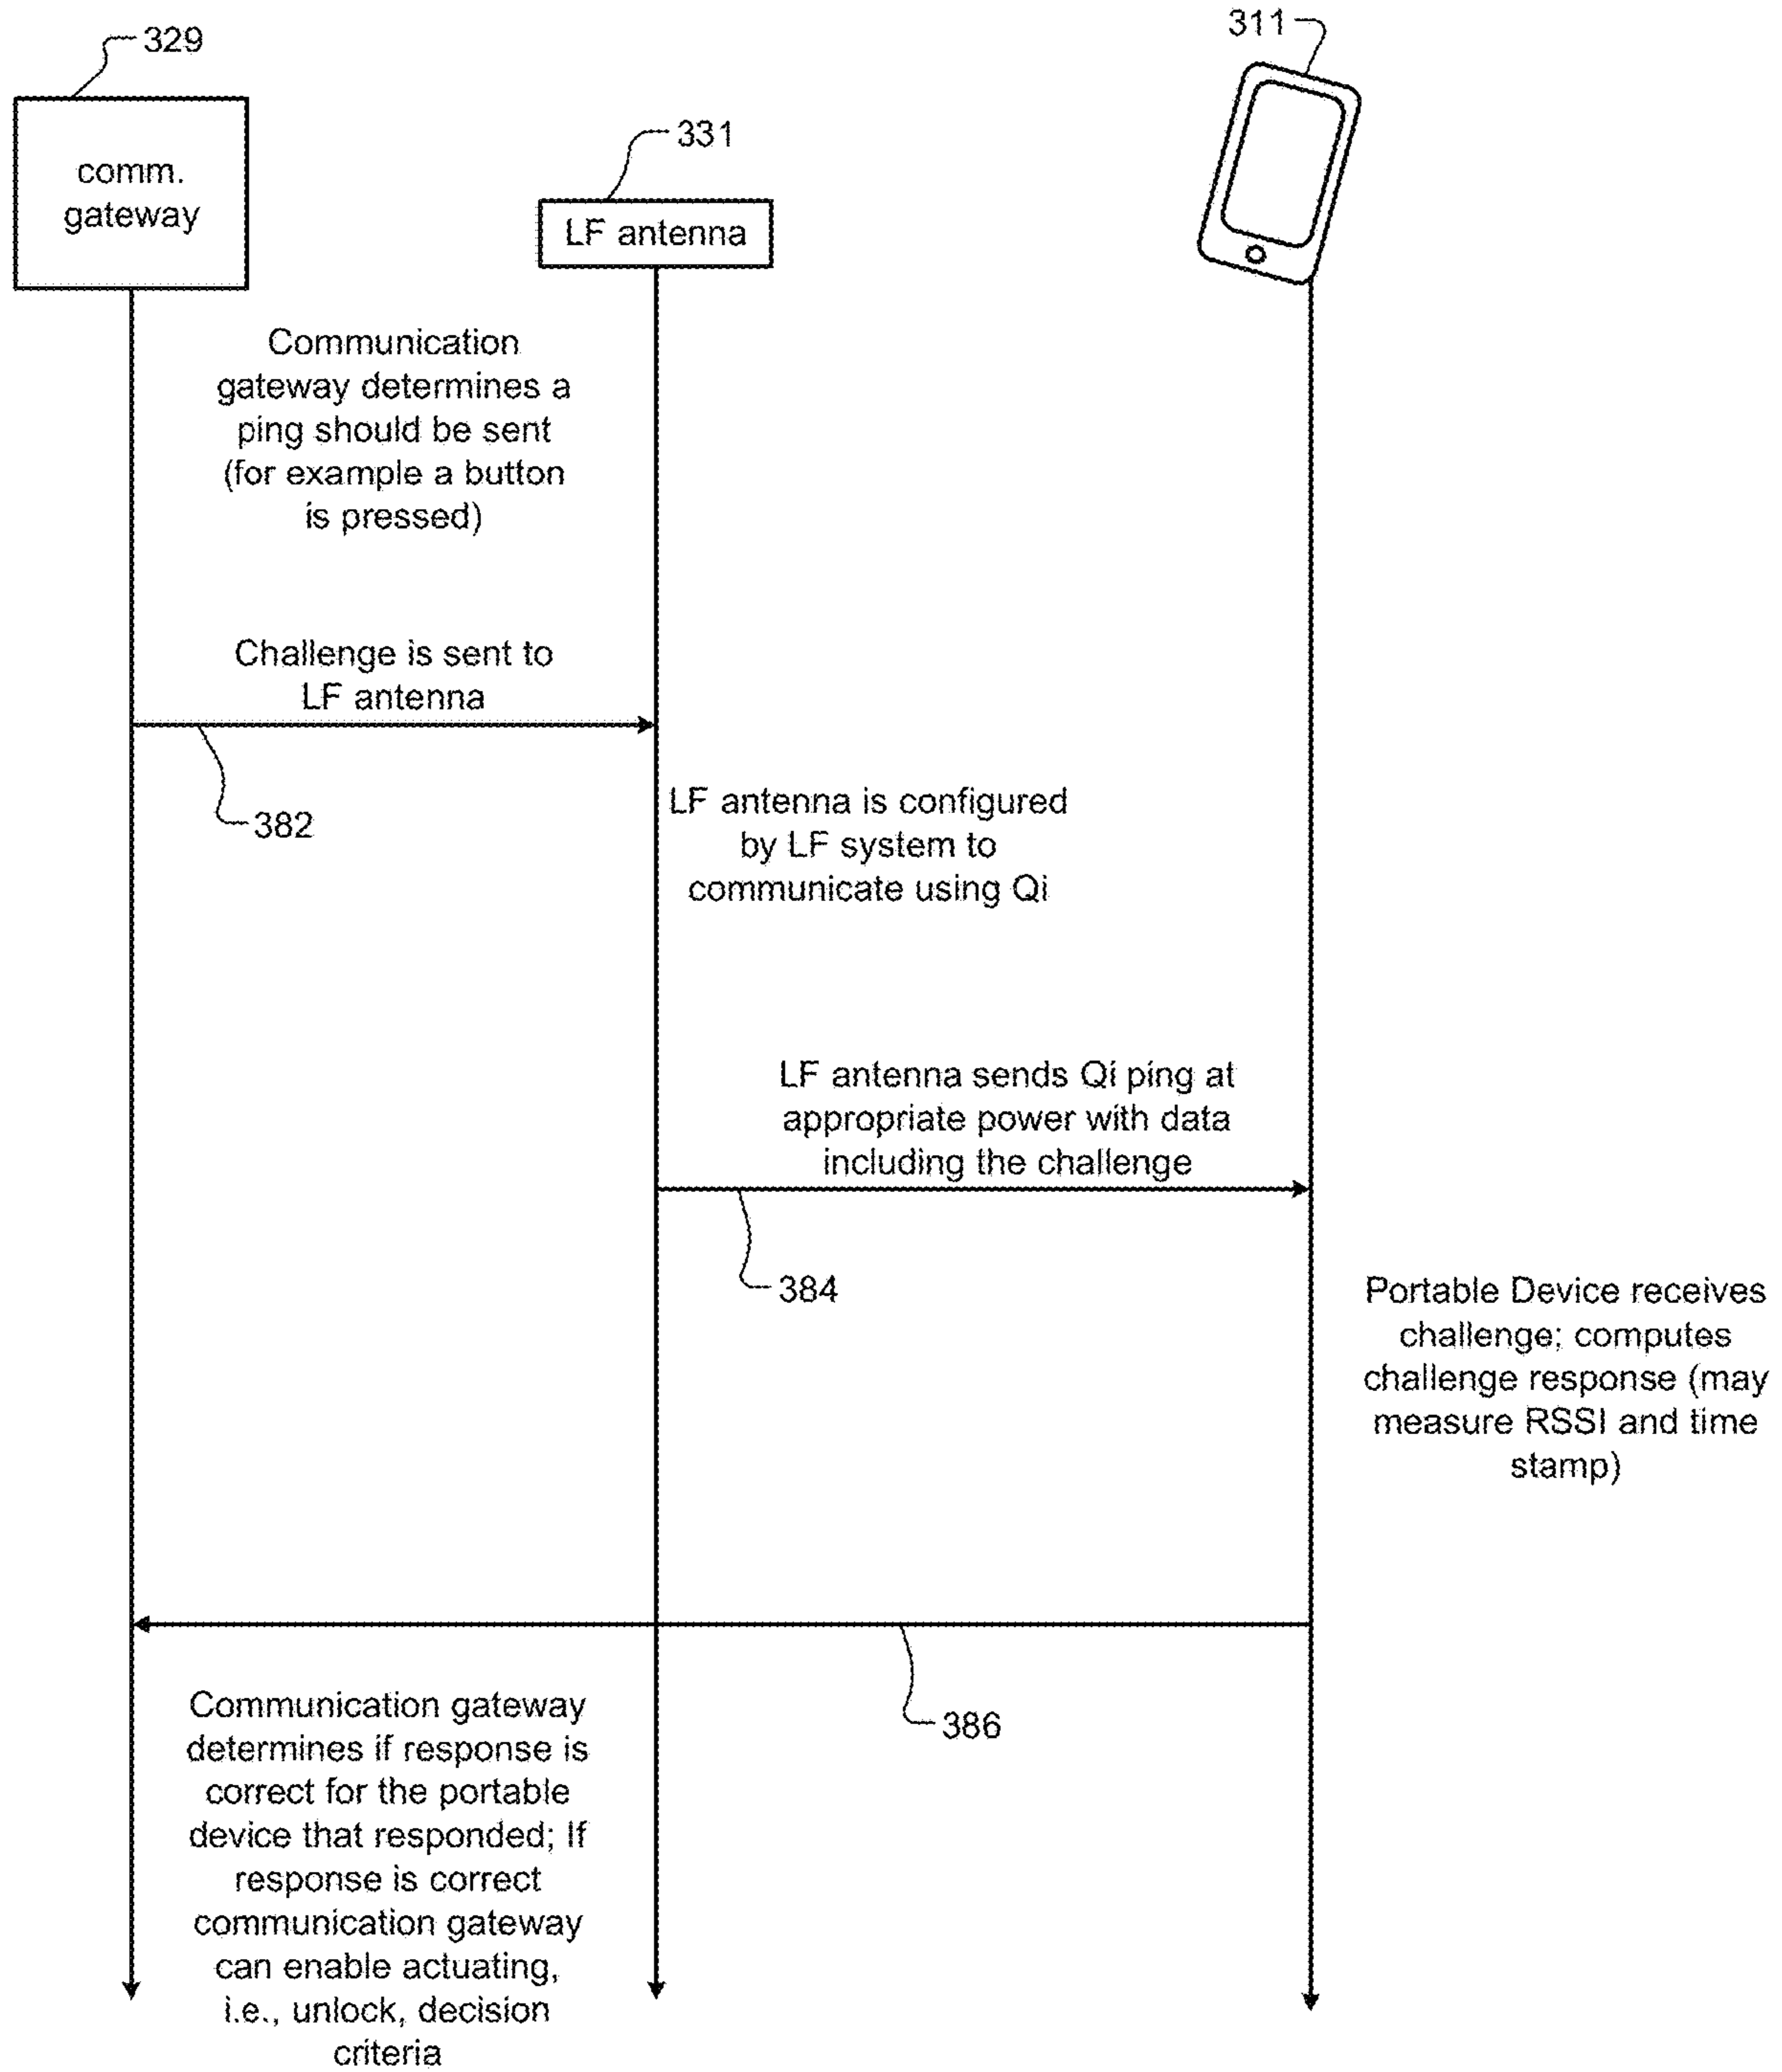 329
311
331
comm.
gateway
LF antenna
Communication
gateway determines a
ping should be sent
(for example a button
is pressed)
Challenge is sent to
LF antenna
382
LF antenna is configured
by LF system to
communicate using Qi
LF antenna sends Qi ping at
appropriate power with data
including the challenge
384
Portable Device receives
challenge; computes
challenge response (may
measure RSSI and time
stamp)
386
Communication gateway
determines if response is
correct for the portable
device that responded; If
response is correct
communication gateway
can enable actuating,
i.e., unlock, decision
criteria